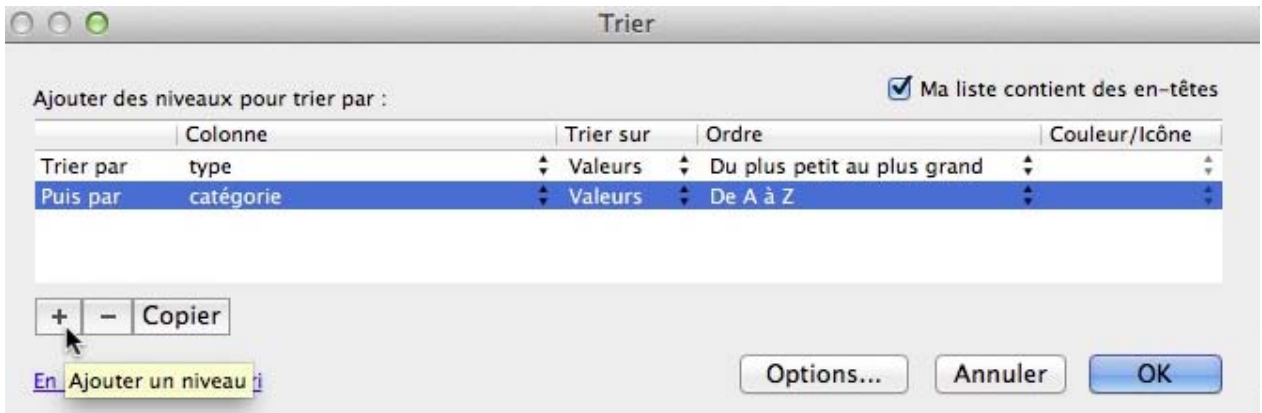 Trier
Ajouter des niveaux pour trier par :
Ma liste contient des en-têtes
Colonne Trier sur Ordre Couleur/Icône
Trier par type Valeurs Du plus petit au plus grand
Puis par catégorie Valeurs De A à Z
+ − Copier
En
Ajouter un niveau
Options... Annuler OK